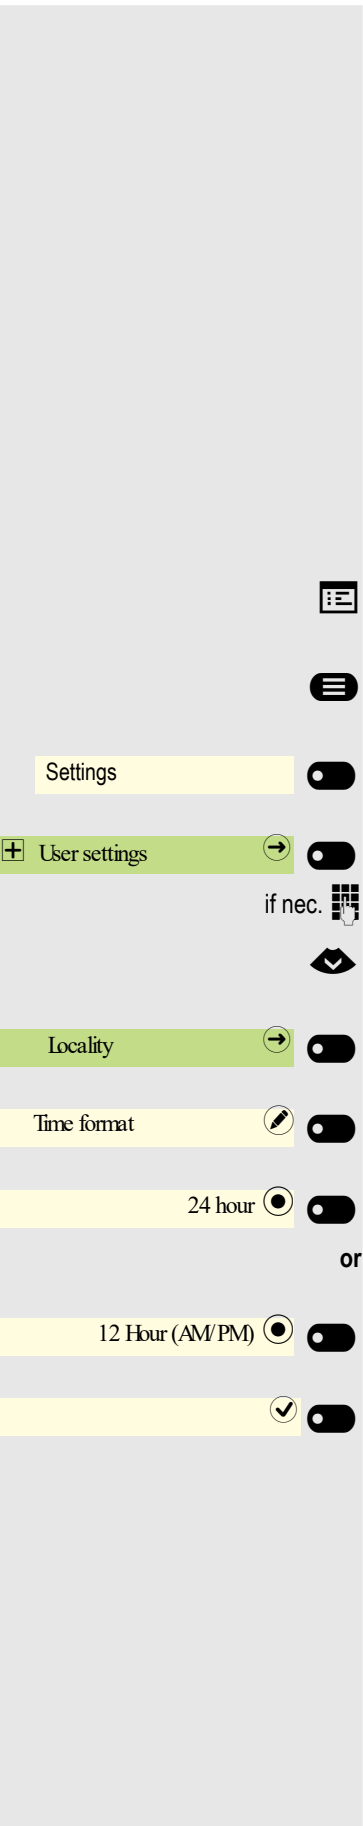 Settings
User settings
if nec.
Locality
Time format
24 hour
or
12 Hour (AM/PM)